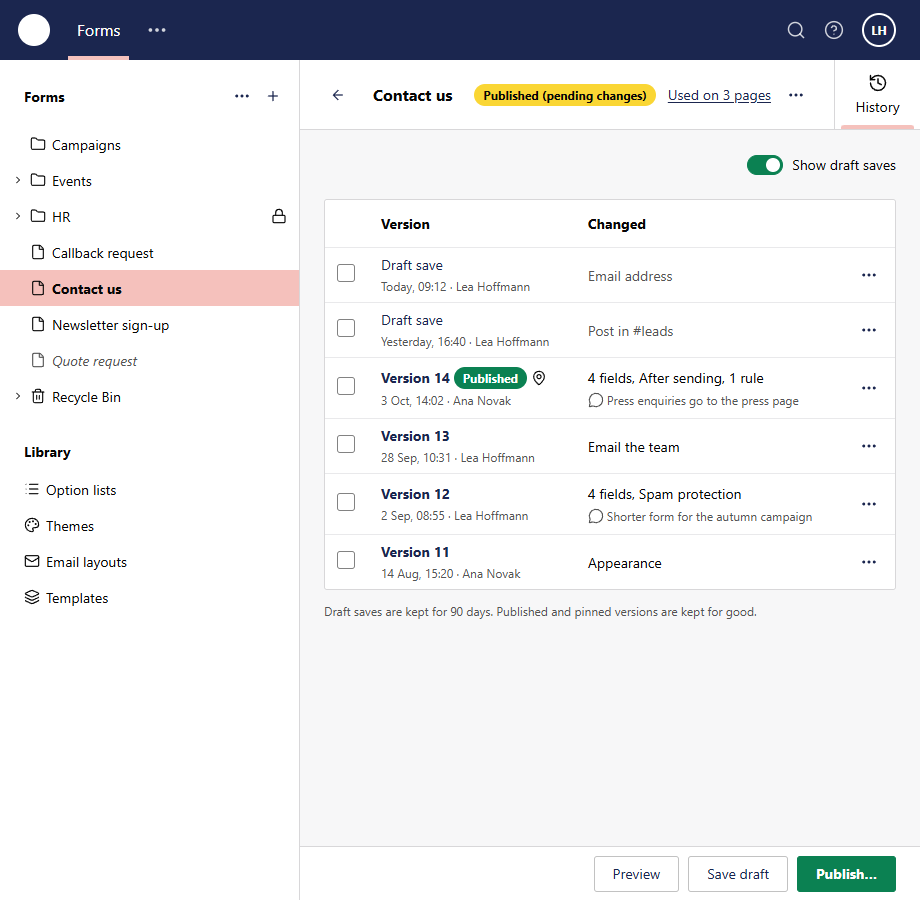 Forms
LH
Forms
Campaigns
Events
HR
Callback request
Contact us
Newsletter sign-up
Quote request
Recycle Bin
Library
Option lists
Themes
Email layouts
Templates
Contact us
Published (pending changes)
Used on 3 pages
History
Show draft saves
Version Changed
Draft save
Today, 09:12 · Lea Hoffmann
Email address
Draft save
Yesterday, 16:40 · Lea Hoffmann
Post in #leads
Version 14 Published
3 Oct, 14:02 · Ana Novak
4 fields, After sending, 1 rule
Press enquiries go to the press page
Version 13
28 Sep, 10:31 · Lea Hoffmann
Email the team
Version 12
2 Sep, 08:55 · Lea Hoffmann
4 fields, Spam protection
Shorter form for the autumn campaign
Version 11
14 Aug, 15:20 · Ana Novak
Appearance
Draft saves are kept for 90 days. Published and pinned versions are kept for good.
Preview
Save draft
Publish...